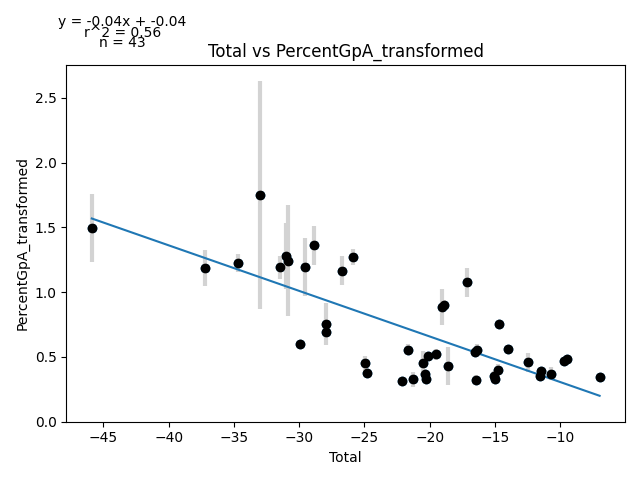 y = -0.04x + -0.04
r^2 = 0.56
n = 43
Total vs PercentGpA_transformed
PercentGpA_transformed
2.5
2.0
1.5
1.0
0.5
0.0
−45 −40 −35 −30 −25 −20 −15 −10
Total